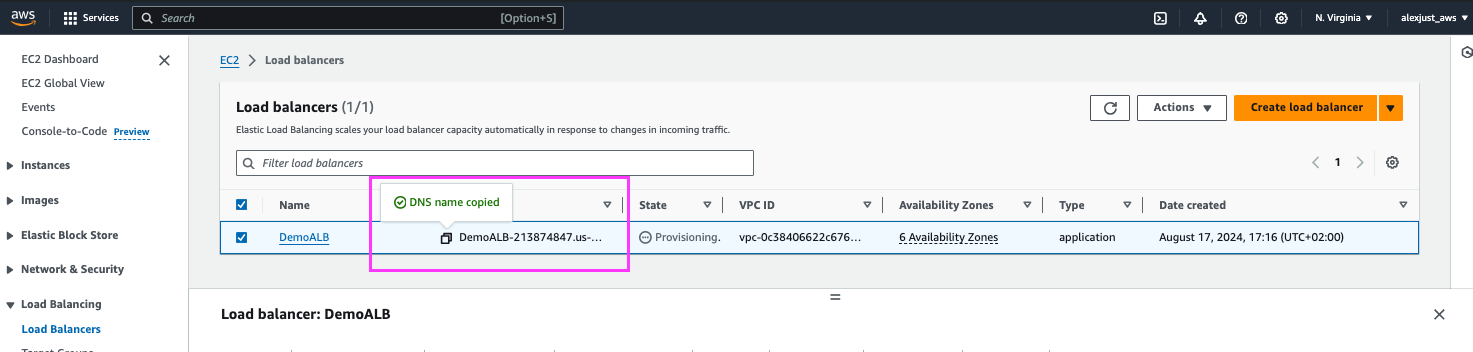 aws Services Search [Option+S] N. Virginia alexjust_aws
EC2 Dashboard
EC2 Global View
Events
Console-to-Code Preview
Instances
Images
Elastic Block Store
Network & Security
Load Balancing
Load Balancers
Target Groups
EC2 Load balancers
Load balancers (1/1)
Actions
Create load balancer
Elastic Load Balancing scales your load balancer capacity automatically in response to changes in incoming traffic.
Filter load balancers
1
DNS name copied
Name State VPC ID Availability Zones Type Date created
DemoALB DemoALB-213874847.us-... Provisioning. vpc-0c38406622c676... 6 Availability Zones application August 17, 2024, 17:16 (UTC+02:00)
Load balancer: DemoALB